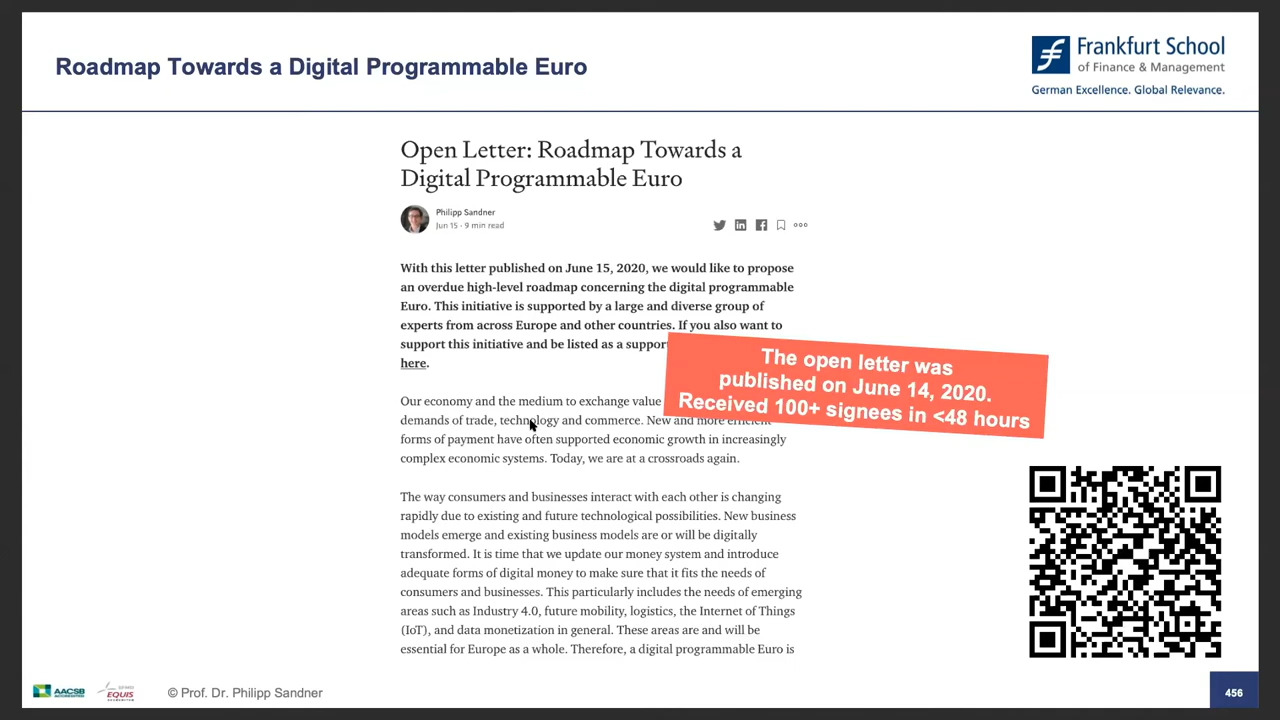 Roadmap Towards a Digital Programmable Euro
Frankfurt School
of Finance & Management
German Excellence. Global Relevance.
Open Letter: Roadmap Towards a
Digital Programmable Euro
Philipp Sandner
Jun 15 · 9 min read
With this letter published on June 15, 2020, we would like to propose
an overdue high-level roadmap concerning the digital programmable
Euro. This initiative is supported by a large and diverse group of
experts from across Europe and other countries. If you also want to
support this initiative and be listed as a
here.
The open letter was
published on June 14, 2020.
Received 100+ signees in <48 hours
Our economy and the medium to exchange value
demands of trade, technology and commerce. New and more efficient
forms of payment have often supported economic growth in increasingly
complex economic systems. Today, we are at a crossroads again.
The way consumers and businesses interact with each other is changing
rapidly due to existing and future technological possibilities. New business
models emerge and existing business models are or will be digitally
transformed. It is time that we update our money system and introduce
adequate forms of digital money to make sure that it fits the needs of
consumers and businesses. This particularly includes the needs of emerging
areas such as Industry 4.0, future mobility, logistics, the Internet of Things
(IoT), and data monetization in general. These areas are and will be
essential for Europe as a whole. Therefore, a digital programmable Euro is
AACSB
EQUIS
© Prof. Dr. Philipp Sandner
456